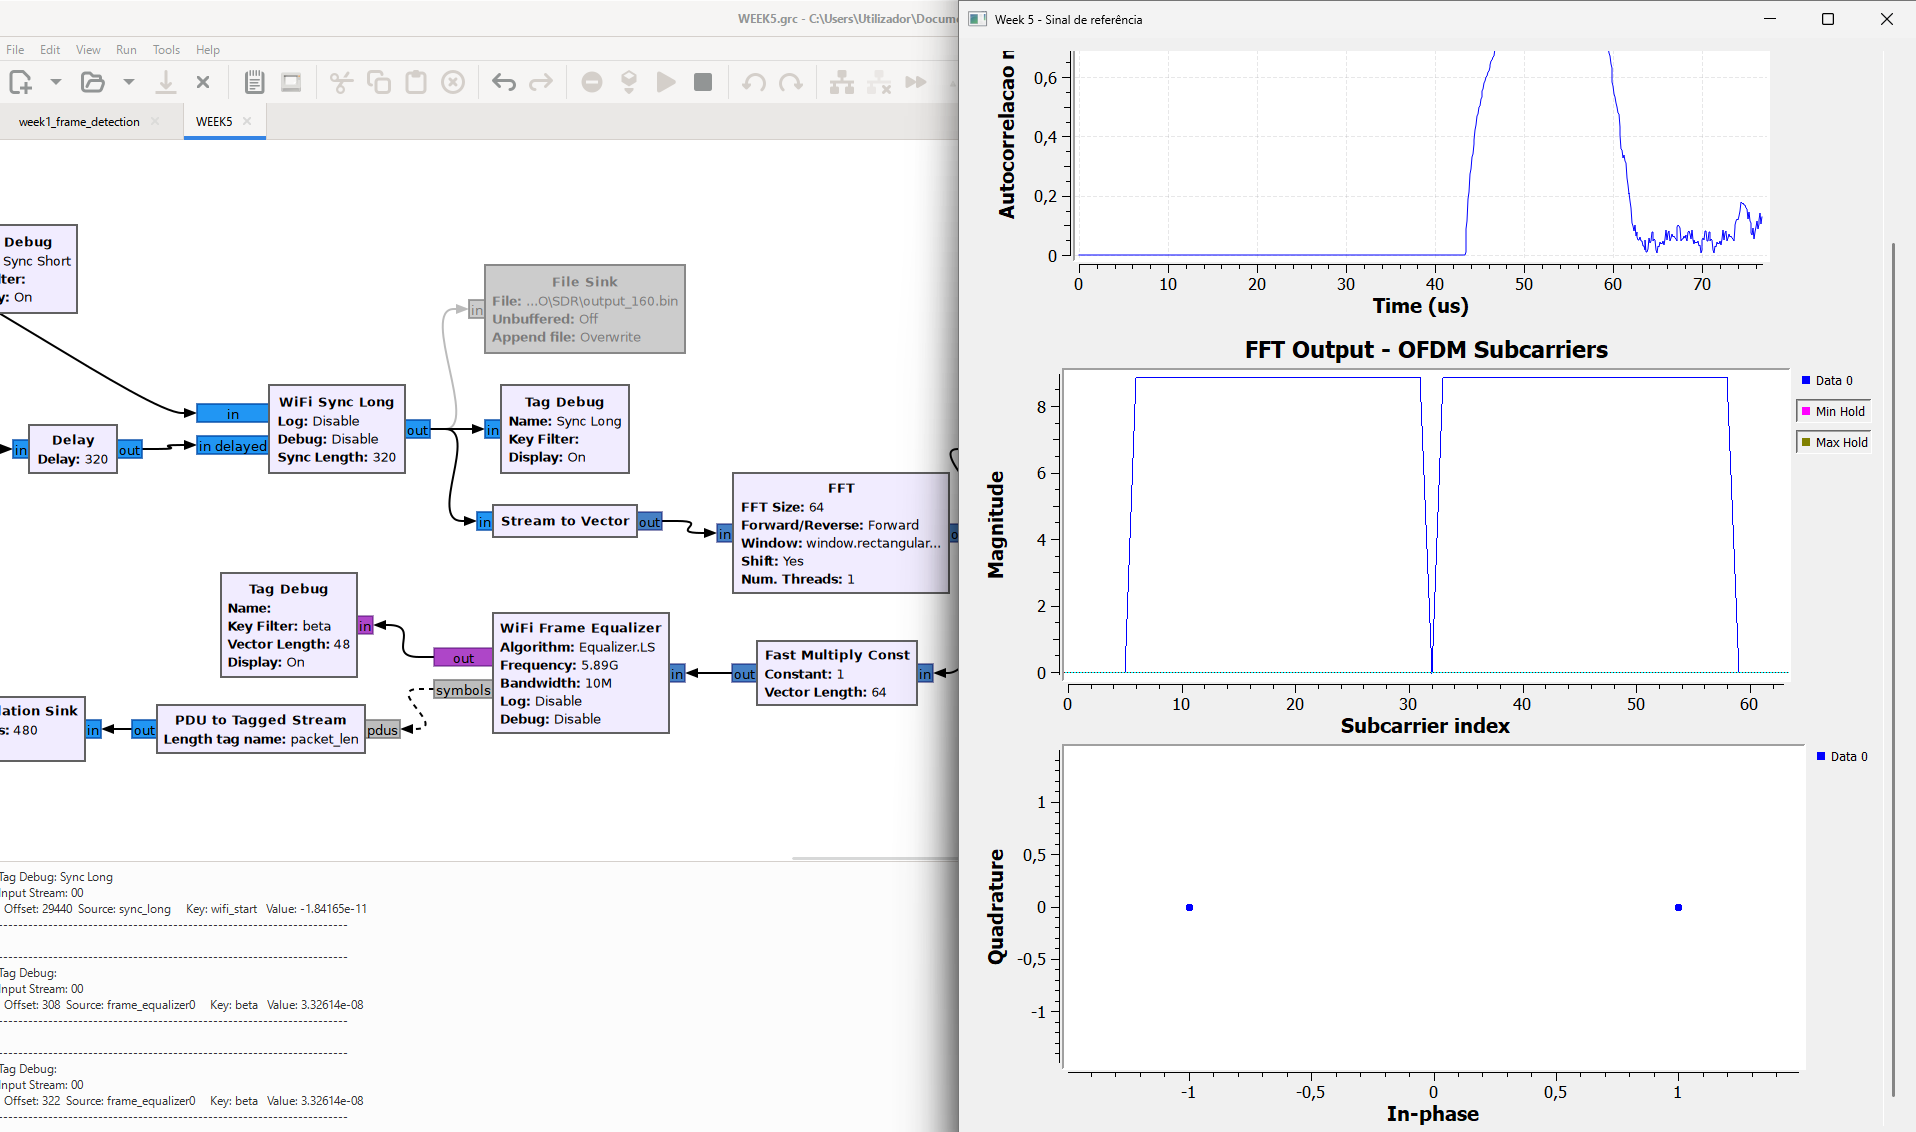 WEEK5.grc - C:\Users\Utilizador\Docume
File Edit View Run Tools Help
week1_frame_detection
WEEK5
Debug
Sync Short
lter:
y: On
File Sink
in
File: ...O\SDR\output_160.bin
Unbuffered: Off
Append file: Overwrite
in
in delayed
WiFi Sync Long
Log: Disable
Debug: Disable
Sync Length: 320
out
in
Tag Debug
Name: Sync Long
Key Filter:
Display: On
in
Delay
Delay: 320
out
in
Stream to Vector
out
in
FFT
FFT Size: 64
Forward/Reverse: Forward
Window: window.rectangular...
Shift: Yes
Num. Threads: 1
Tag Debug
Name:
Key Filter: beta
Vector Length: 48
Display: On
in
out
symbols
WiFi Frame Equalizer
Algorithm: Equalizer.LS
Frequency: 5.89G
Bandwidth: 10M
Log: Disable
Debug: Disable
in
out
Fast Multiply Const
Constant: 1
Vector Length: 64
in
lation Sink
s: 480
in
out
PDU to Tagged Stream
Length tag name: packet_len
pdus
Tag Debug: Sync Long
Input Stream: 00
Offset: 29440 Source: sync_long Key: wifi_start Value: -1.84165e-11
----------------------------------------------------------------------
----------------------------------------------------------------------
Tag Debug:
Input Stream: 00
Offset: 308 Source: frame_equalizer0 Key: beta Value: 3.32614e-08
----------------------------------------------------------------------
----------------------------------------------------------------------
Tag Debug:
Input Stream: 00
Offset: 322 Source: frame_equalizer0 Key: beta Value: 3.32614e-08
----------------------------------------------------------------------
Week 5 - Sinal de referência
Autocorrelacao n
0,6
0,4
0,2
0
0 10 20 30 40 50 60 70
Time (us)
FFT Output - OFDM Subcarriers
Magnitude
8
6
4
2
0
0 10 20 30 40 50 60
Subcarrier index
Data 0
Min Hold
Max Hold
Quadrature
1
0,5
0
-0,5
-1
-1 -0,5 0 0,5 1
In-phase
Data 0